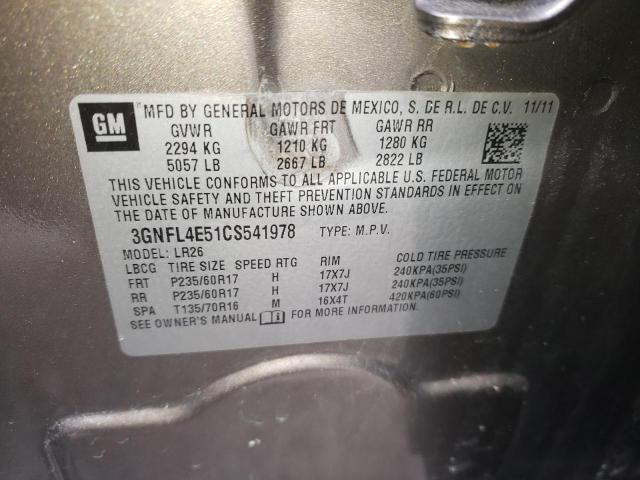 GM MFD BY GENERAL MOTORS DE MEXICO, S. DE R.L. DE C.V. 11/11
GVWR GAWR FRT GAWR RR
2294 KG 1210 KG 1280 KG
5057 LB 2667 LB 2822 LB
THIS VEHICLE CONFORMS TO ALL APPLICABLE U.S. FEDERAL MOTOR
VEHICLE SAFETY AND THEFT PREVENTION STANDARDS IN EFFECT ON
THE DATE OF MANUFACTURE SHOWN ABOVE.
3GNFL4E51CS541978 TYPE: M.P.V.
MODEL: LR26
LBCG TIRE SIZE SPEED RTG RIM COLD TIRE PRESSURE
FRT P235/60R17 H 17X7J 240KPA(35PSI)
RR P235/60R17 H 17X7J 240KPA(35PSI)
SPA T135/70R16 M 16X4T 420KPA(60PSI)
SEE OWNER'S MANUAL FOR MORE INFORMATION.